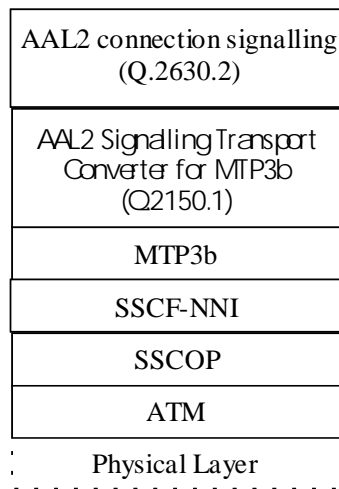 AAL2 connection signalling
(Q.2630.2)
AAL2 Signalling Transport
Converter for MTP3b
(Q2150.1)
MTP3b
SSCF-NNI
SSCOP
ATM
Physical Layer